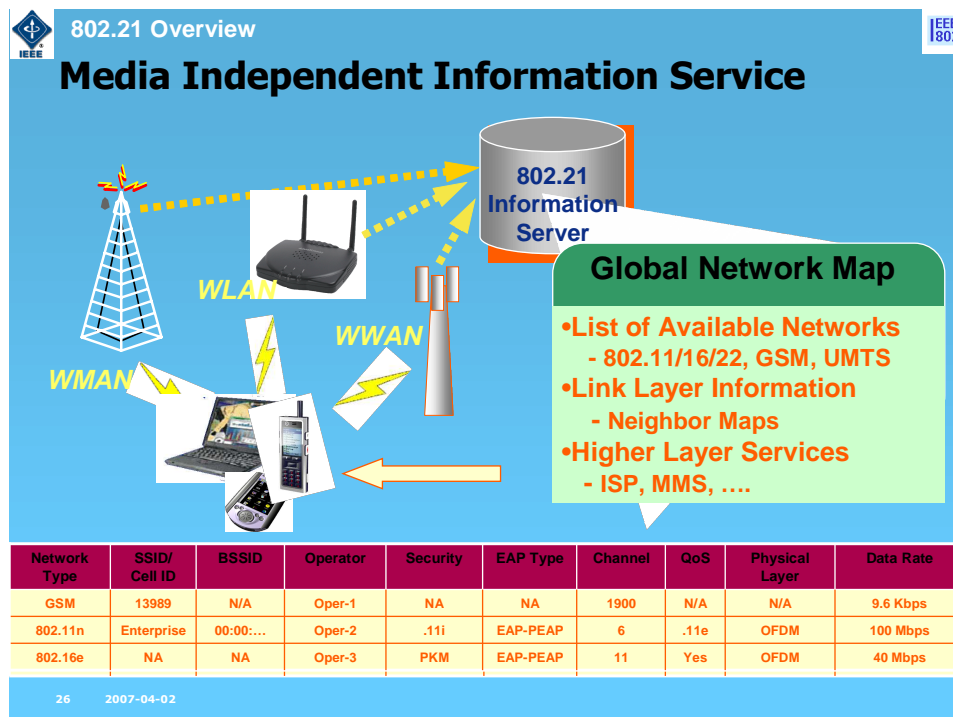 802.21 Overview
IEEE
Media Independent Information Service
802.21
Information
Server
WLAN
WWAN
WMAN
Global Network Map
•List of Available Networks
- 802.11/16/22, GSM, UMTS
•Link Layer Information
- Neighbor Maps
•Higher Layer Services
- ISP, MMS, ….
Network Type SSID/ Cell ID BSSID Operator Security EAP Type Channel QoS Physical Layer Data Rate
GSM 13989 N/A Oper-1 NA NA 1900 N/A N/A 9.6 Kbps
802.11n Enterprise 00:00:… Oper-2 .11i EAP-PEAP 6 .11e OFDM 100 Mbps
802.16e NA NA Oper-3 PKM EAP-PEAP 11 Yes OFDM 40 Mbps
26 2007-04-02